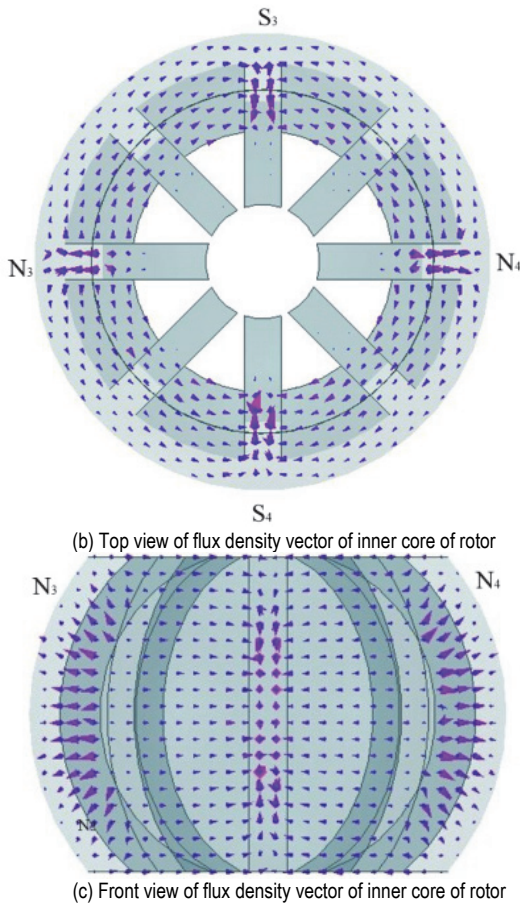 S3
N3 N4
S4
(b) Top view of flux density vector of inner core of rotor
N3 N4
(c) Front view of flux density vector of inner core of rotor